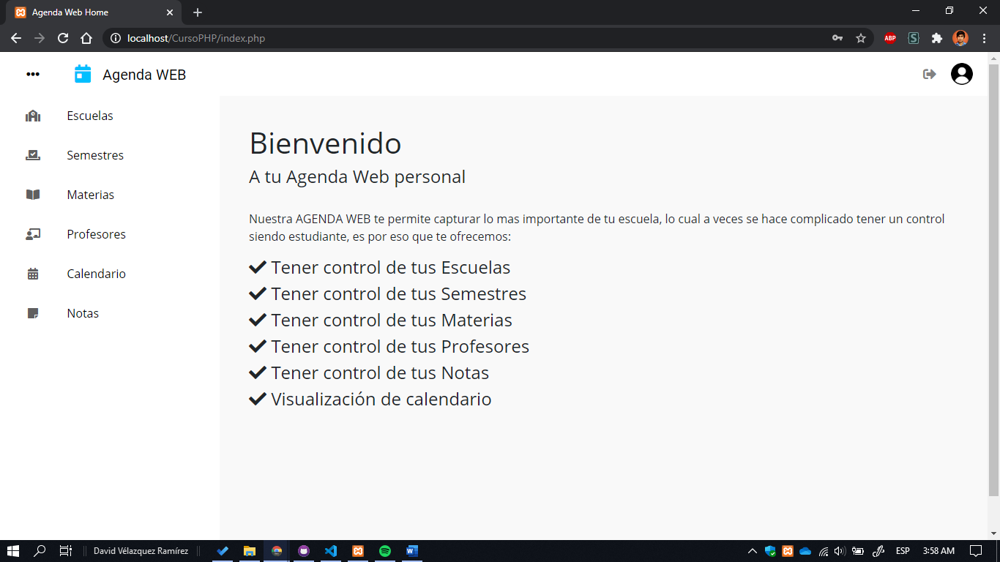 Agenda Web Home
localhost/CursoPHP/index.php
ABP
S
Agenda WEB
Escuelas
Semestres
Materias
Profesores
Calendario
Notas
Bienvenido
A tu Agenda Web personal
Nuestra AGENDA WEB te permite capturar lo mas importante de tu escuela, lo cual a veces se hace complicado tener un control
siendo estudiante, es por eso que te ofrecemos:
Tener control de tus Escuelas
Tener control de tus Semestres
Tener control de tus Materias
Tener control de tus Profesores
Tener control de tus Notas
Visualización de calendario
David Vélazquez Ramírez
W
ESP
3:58 AM